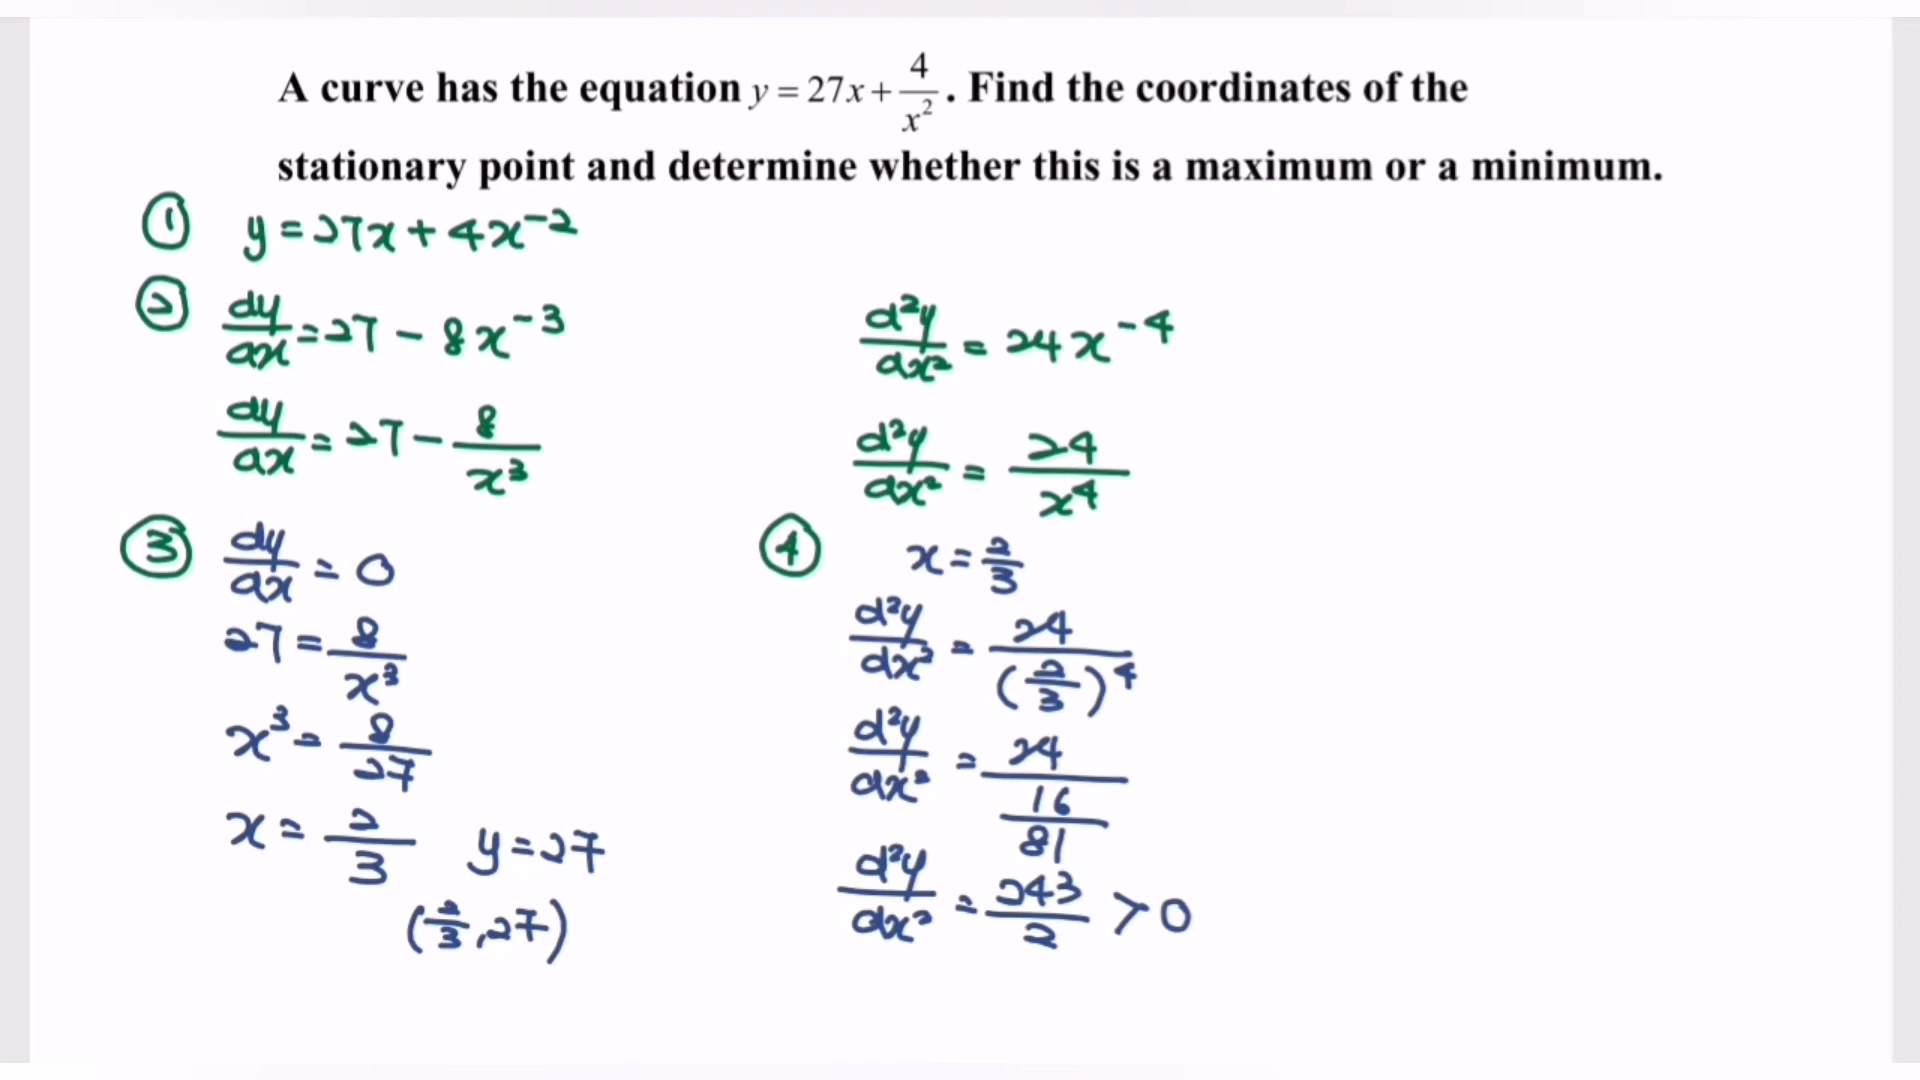 A curve has the equation y = 27x + 4/x². Find the coordinates of the
stationary point and determine whether this is a maximum or a minimum.
① y = 27x + 4x⁻²
② dy/dx = 27 - 8x⁻³
dy/dx = 27 - 8/x³
③ dy/dx = 0
27 = 8/x³
x³ = 8/27
x = 2/3 y = 27
(2/3, 27)
d²y/dx² = 24x⁻⁴
d²y/dx² = 24/x⁴
④ x = 2/3
d²y/dx² = 24/(2/3)⁴
d²y/dx² = 24/(16/81)
d²y/dx² = 243/2 > 0